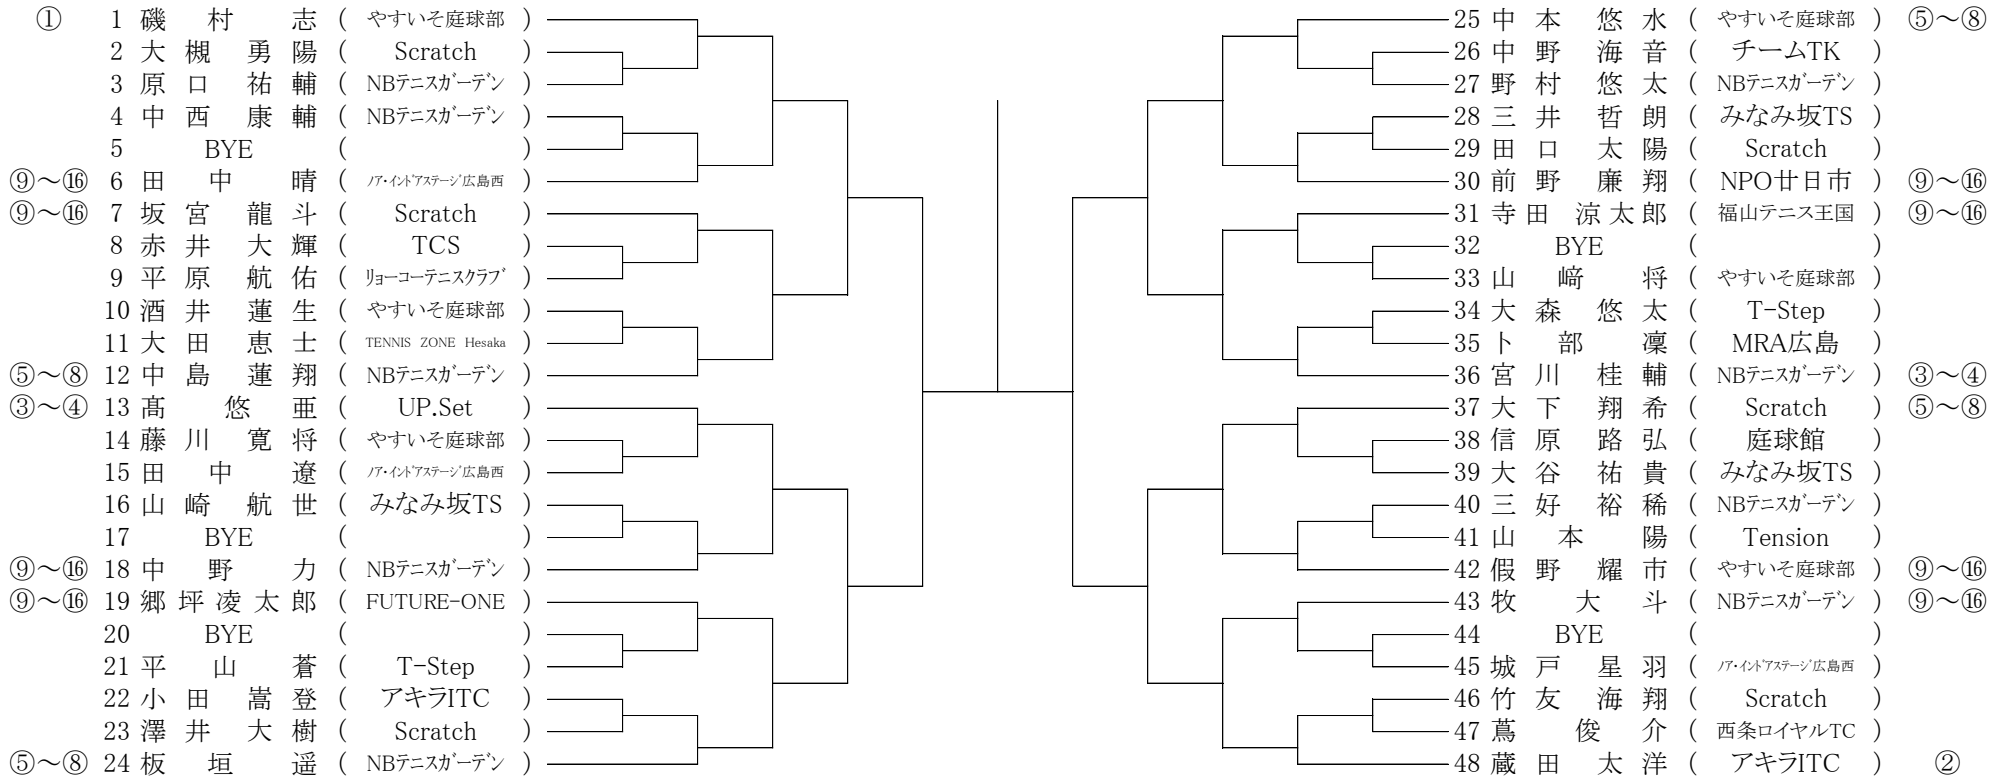 ① 1 磯村 志 ( やすいそ庭球部 )
2 大槻 勇陽 ( Scratch )
3 原口 祐輔 ( NBテニスガーデン )
4 中西 康輔 ( NBテニスガーデン )
5 BYE ( )
⑨～⑯ 6 田中 晴 ( ノア・インドアステージ広島西 )
⑨～⑯ 7 坂宮 龍斗 ( Scratch )
8 赤井 大輝 ( TCS )
9 平原 航佑 ( リョーコーテニスクラブ )
10 酒井 蓮生 ( やすいそ庭球部 )
11 大田 恵士 ( TENNIS ZONE Hesaka )
⑤～⑧ 12 中島 蓮翔 ( NBテニスガーデン )
③～④ 13 髙 悠亜 ( UP.Set )
14 藤川 寛将 ( やすいそ庭球部 )
15 田中 遼 ( ノア・インドアステージ広島西 )
16 山崎 航世 ( みなみ坂TS )
17 BYE ( )
⑨～⑯ 18 中野 力 ( NBテニスガーデン )
⑨～⑯ 19 郷坪凌太郎 ( FUTURE-ONE )
20 BYE ( )
21 平山 蒼 ( T-Step )
22 小田 嵩登 ( アキラITC )
23 澤井 大樹 ( Scratch )
⑤～⑧ 24 板垣 遥 ( NBテニスガーデン )
25 中本 悠水 ( やすいそ庭球部 ) ⑤～⑧
26 中野 海音 ( チームTK )
27 野村 悠太 ( NBテニスガーデン )
28 三井 哲朗 ( みなみ坂TS )
29 田口 太陽 ( Scratch )
30 前野 廉翔 ( NPO廿日市 ) ⑨～⑯
31 寺田 涼太郎 ( 福山テニス王国 ) ⑨～⑯
32 BYE ( )
33 山﨑 将 ( やすいそ庭球部 )
34 大森 悠太 ( T-Step )
35 卜部 凜 ( MRA広島 )
36 宮川 桂輔 ( NBテニスガーデン ) ③～④
37 大下 翔希 ( Scratch ) ⑤～⑧
38 信原 路弘 ( 庭球館 )
39 大谷 祐貴 ( みなみ坂TS )
40 三好 裕稀 ( NBテニスガーデン )
41 山本 陽 ( Tension )
42 假野 耀市 ( やすいそ庭球部 ) ⑨～⑯
43 牧 大斗 ( NBテニスガーデン ) ⑨～⑯
44 BYE ( )
45 城戸 星羽 ( ノア・インドアステージ広島西 )
46 竹友 海翔 ( Scratch )
47 蔦 俊介 ( 西条ロイヤルTC )
48 蔵田 太洋 ( アキラITC ) ②